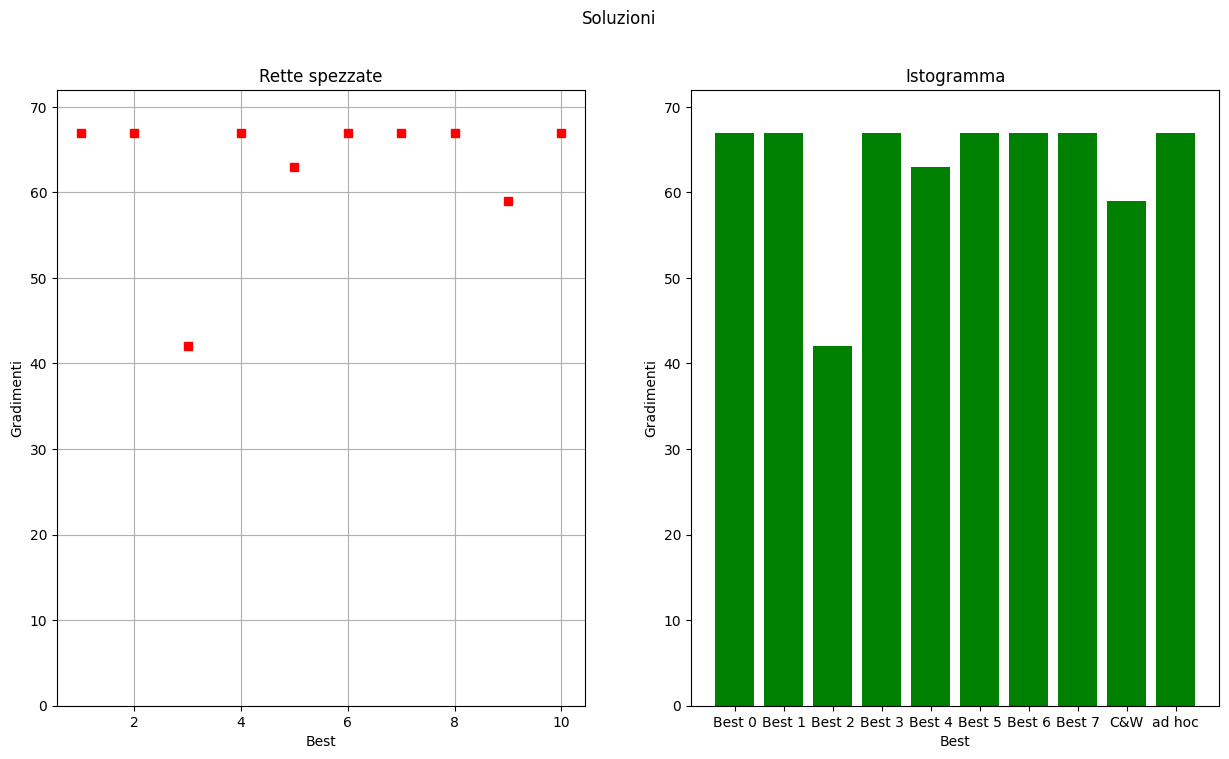 Soluzioni
Rette spezzate
70
60
50
40
30
20
10
0
Gradimenti
2 4 6 8 10
Best
Istogramma
70
60
50
40
30
20
10
0
Gradimenti
Best 0 Best 1 Best 2 Best 3 Best 4 Best 5 Best 6 Best 7 C&W ad hoc
Best